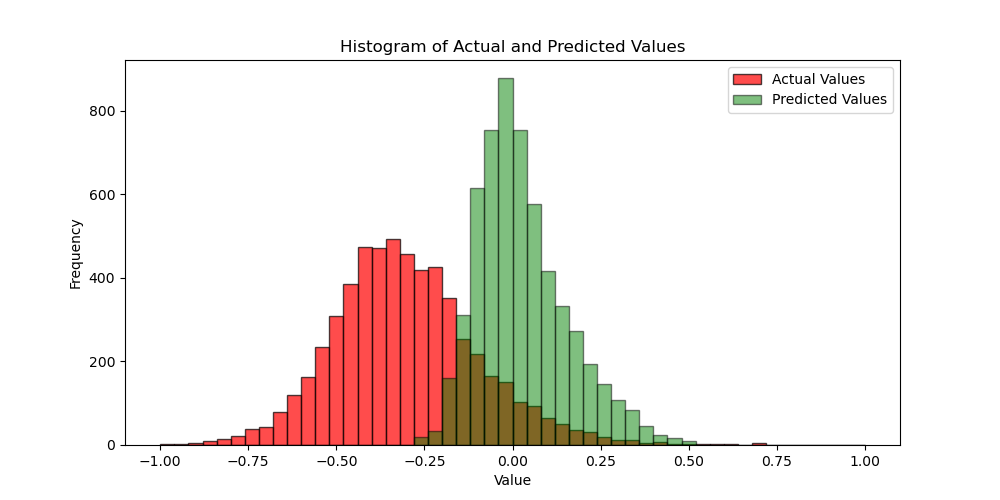 Histogram of Actual and Predicted Values
Actual Values
Predicted Values
Frequency
800
600
400
200
0
−1.00 −0.75 −0.50 −0.25 0.00 0.25 0.50 0.75 1.00
Value